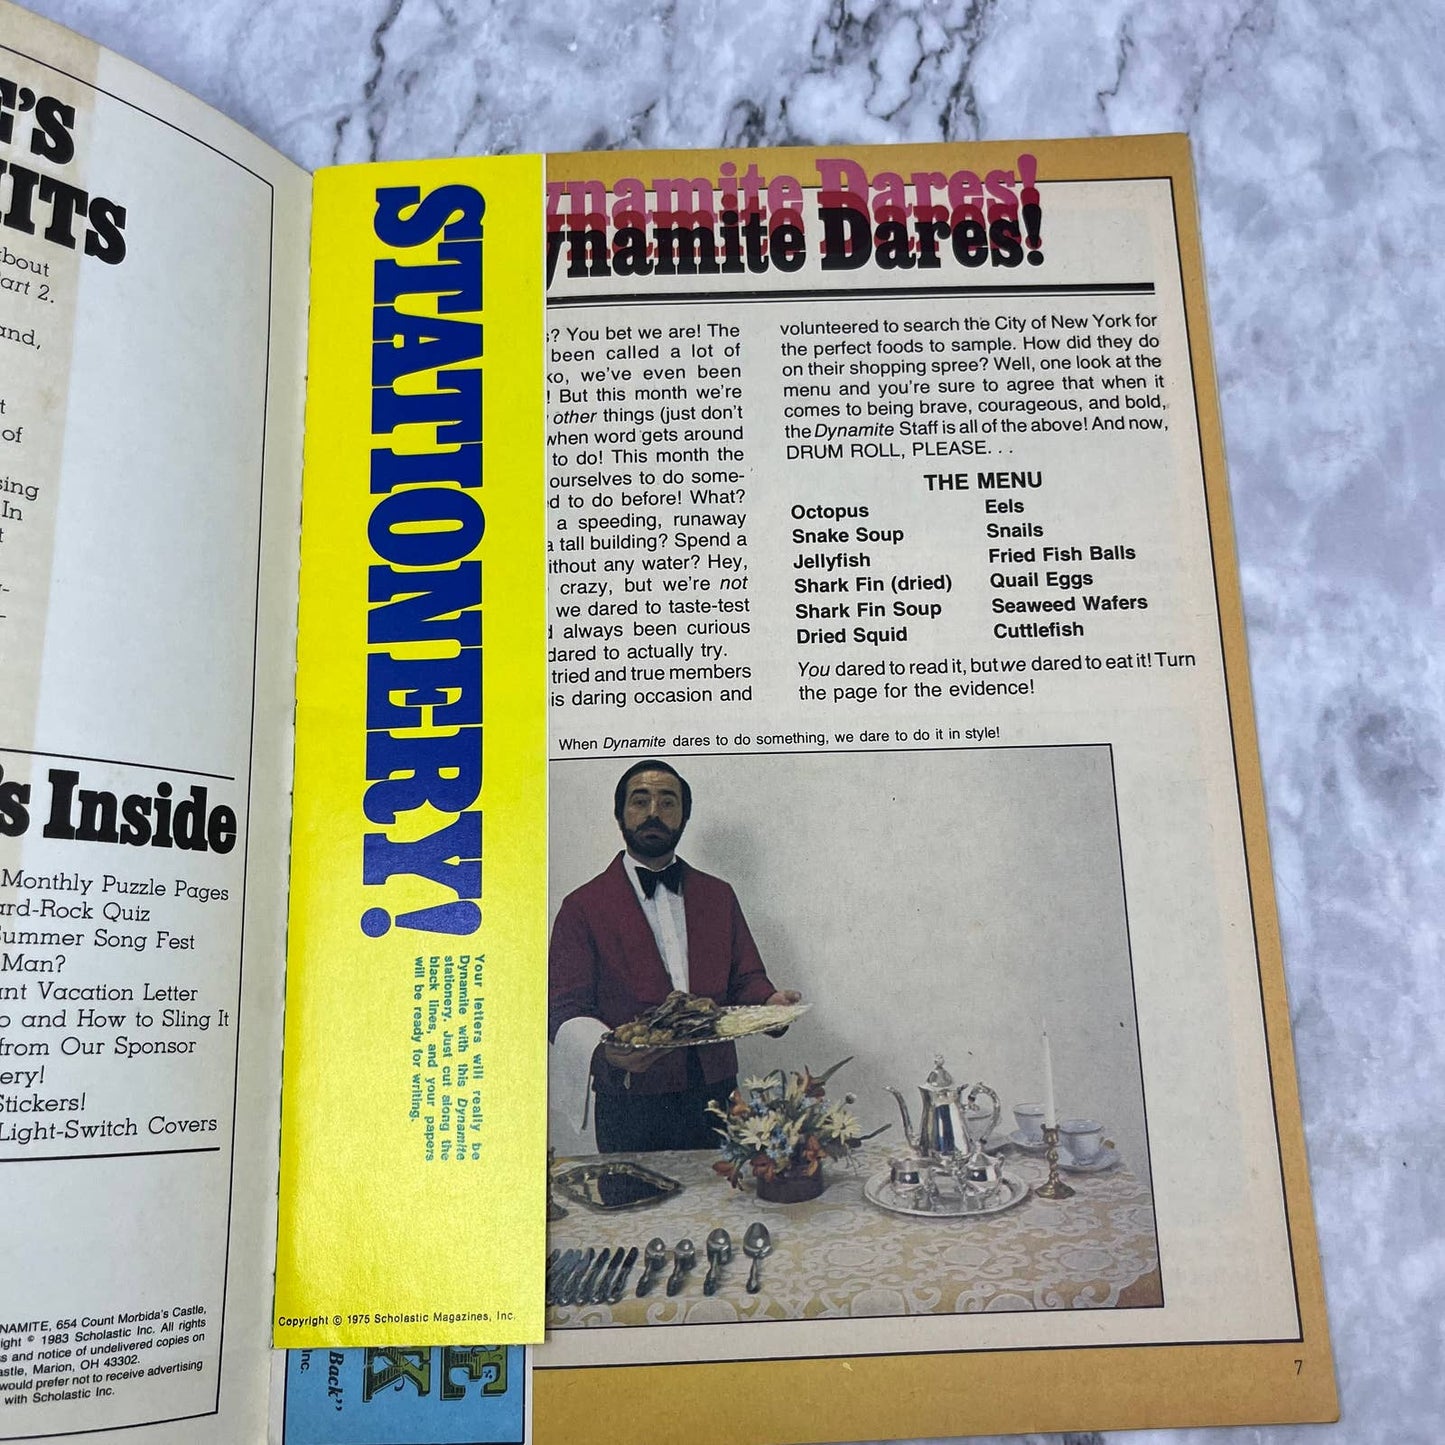 'S
ITS
bout
art 2.
and,
t
of
sing
In
t
's Inside
Monthly Puzzle Pages
ard-Rock Quiz
Summer Song Fest
Man?
ant Vacation Letter
o and How to Sling It
from Our Sponsor
ery!
Stickers!
Light-Switch Covers
NAMITE, 654 Count Morbida's Castle,
ight © 1983 Scholastic Inc. All rights
s and notice of undelivered copies on
astle, Marion, OH 43302.
would prefer not to receive advertising
with Scholastic Inc.
STATIONERY!
Your letters will really be
Dynamite with this Dynamite
stationery. Just cut along the
black lines, and your papers
will be ready for writing.
Copyright © 1975 Scholastic Magazines, Inc.
Back"
Inc.
ynamite Dares!
ynamite Dares!
s? You bet we are! The
been called a lot of
ko, we've even been
! But this month we're
other things (just don't
when word gets around
to do! This month the
ourselves to do some-
d to do before! What?
a speeding, runaway
a tall building? Spend a
ithout any water? Hey,
crazy, but we're not
we dared to taste-test
d always been curious
dared to actually try.
tried and true members
is daring occasion and
volunteered to search the City of New York for
the perfect foods to sample. How did they do
on their shopping spree? Well, one look at the
menu and you're sure to agree that when it
comes to being brave, courageous, and bold,
the Dynamite Staff is all of the above! And now,
DRUM ROLL, PLEASE. . .
THE MENU
Octopus
Snake Soup
Jellyfish
Shark Fin (dried)
Shark Fin Soup
Dried Squid
Eels
Snails
Fried Fish Balls
Quail Eggs
Seaweed Wafers
Cuttlefish
You dared to read it, but we dared to eat it! Turn
the page for the evidence!
When Dynamite dares to do something, we dare to do it in style!
7